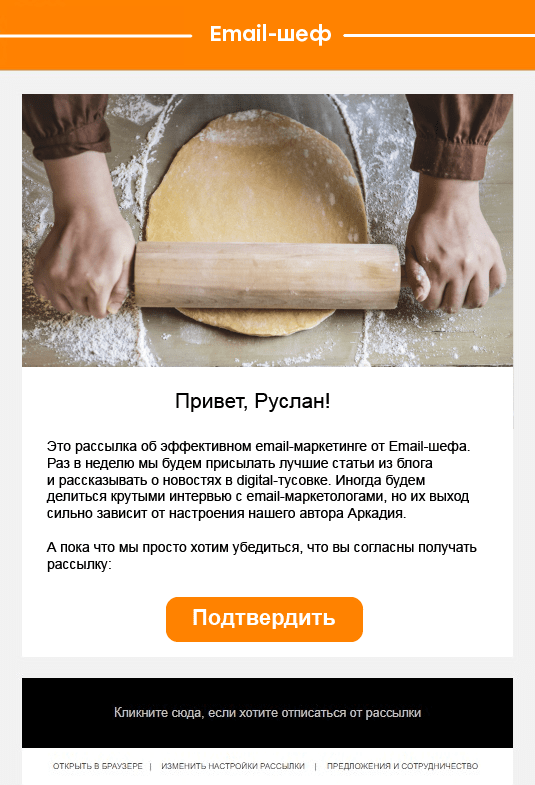 Email-шеф
Привет, Руслан!
Это рассылка об эффективном email-маркетинге от Email-шефа.
Раз в неделю мы будем присылать лучшие статьи из блога
и рассказывать о новостях в digital-тусовке. Иногда будем
делиться крутыми интервью с email-маркетологами, но их выход
сильно зависит от настроения нашего автора Аркадия.
А пока что мы просто хотим убедиться, что вы согласны получать
рассылку:
Подтвердить
Кликните сюда, если хотите отписаться от рассылки
ОТКРЫТЬ В БРАУЗЕРЕ | ИЗМЕНИТЬ НАСТРОЙКИ РАССЫЛКИ | ПРЕДЛОЖЕНИЯ И СОТРУДНИЧЕСТВО